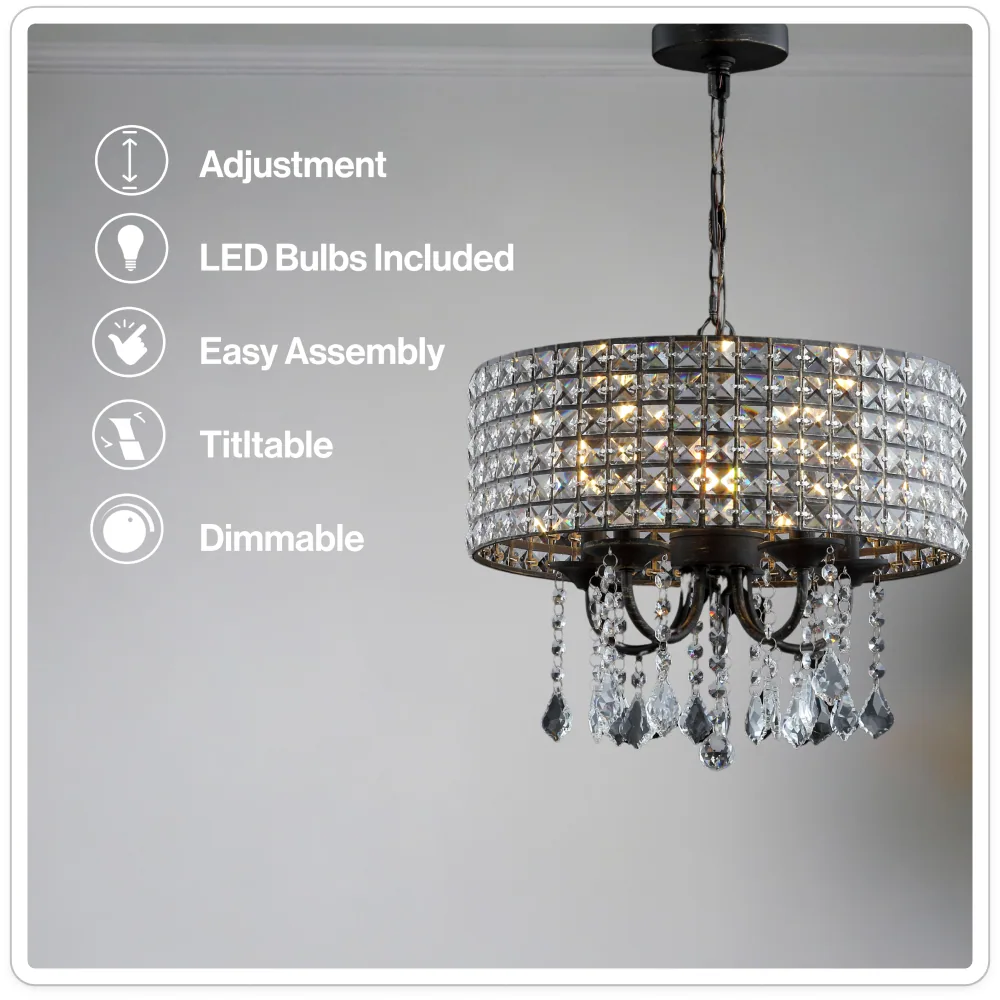 Adjustment
LED Bulbs Included
Easy Assembly
Titltable
Dimmable